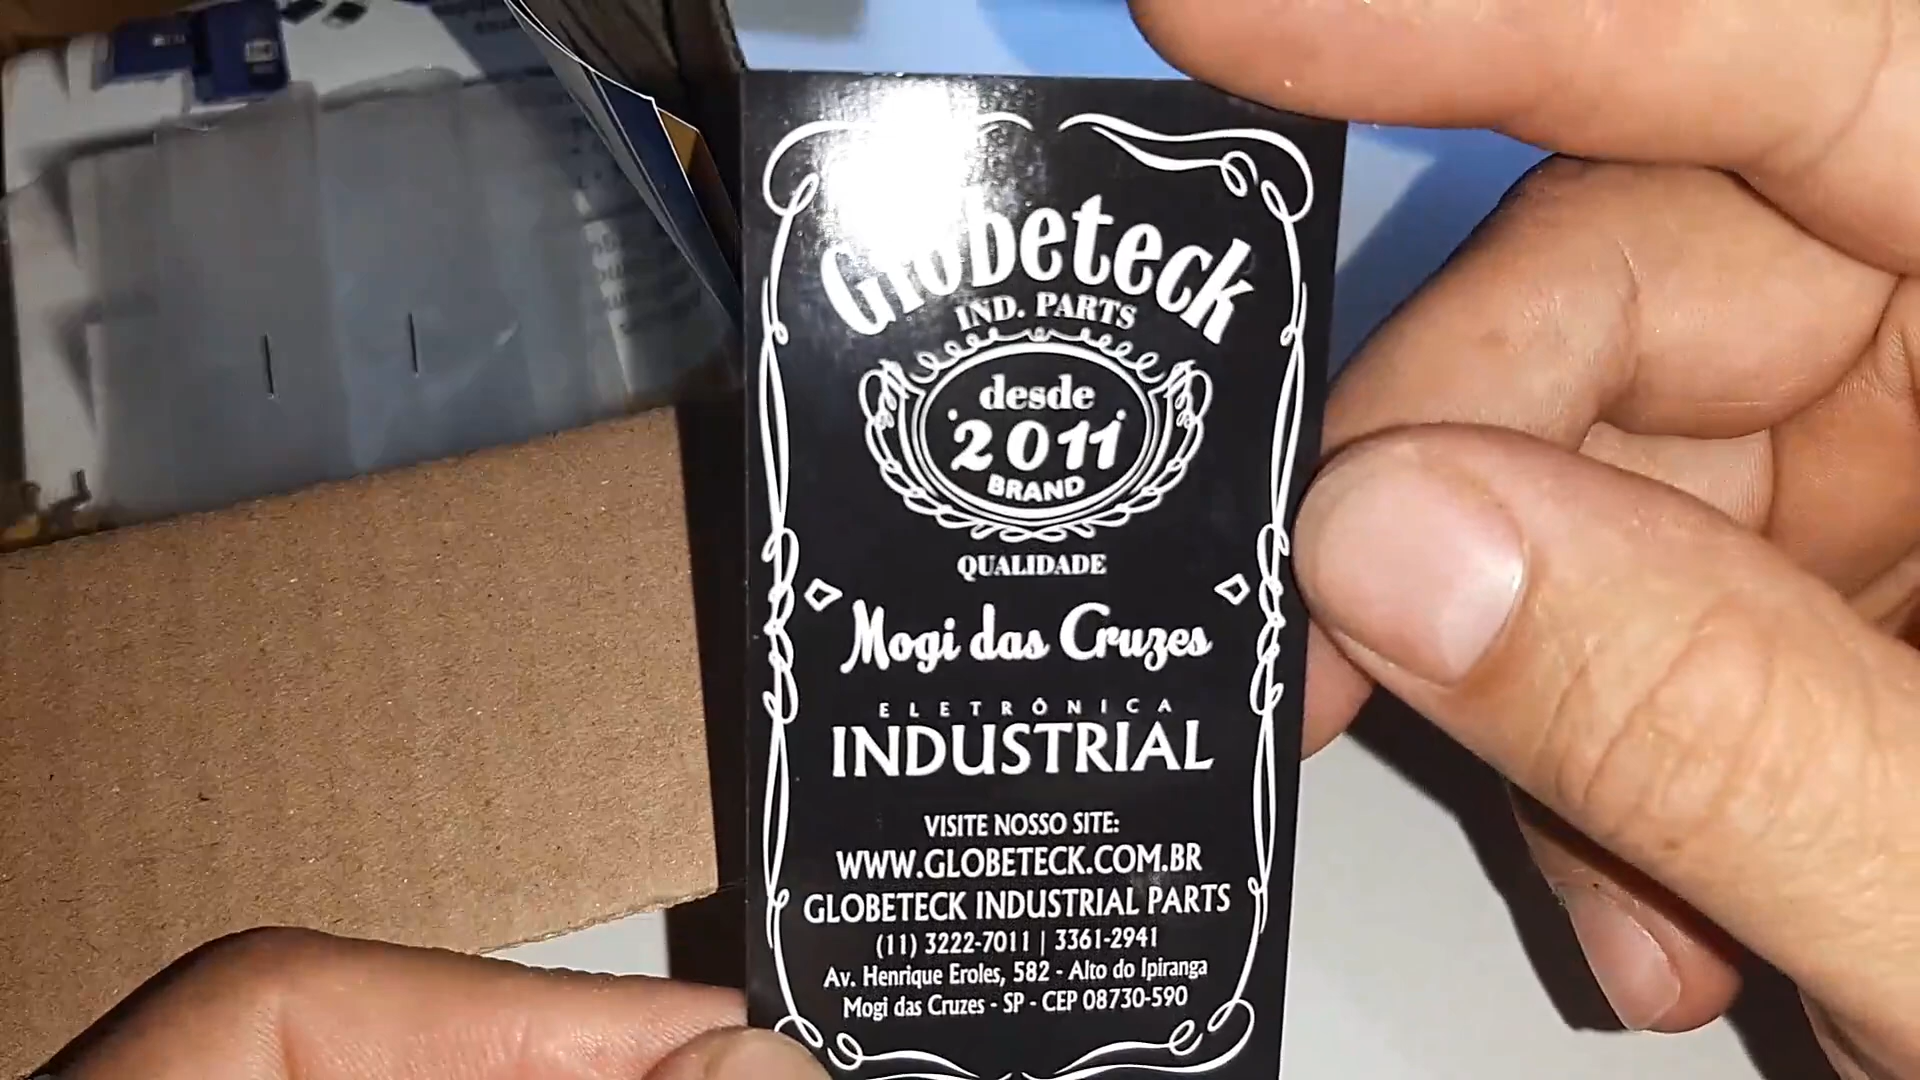 Globeteck
IND. PARTS
desde
2011
BRAND
QUALIDADE
Mogi das Cruzes
ELETRÔNICA
INDUSTRIAL
VISITE NOSSO SITE:
WWW.GLOBETECK.COM.BR
GLOBETECK INDUSTRIAL PARTS
(11) 3222-7011 | 3361-2941
Av. Henrique Eroles, 582 - Alto do Ipiranga
Mogi das Cruzes - SP - CEP 08730-590